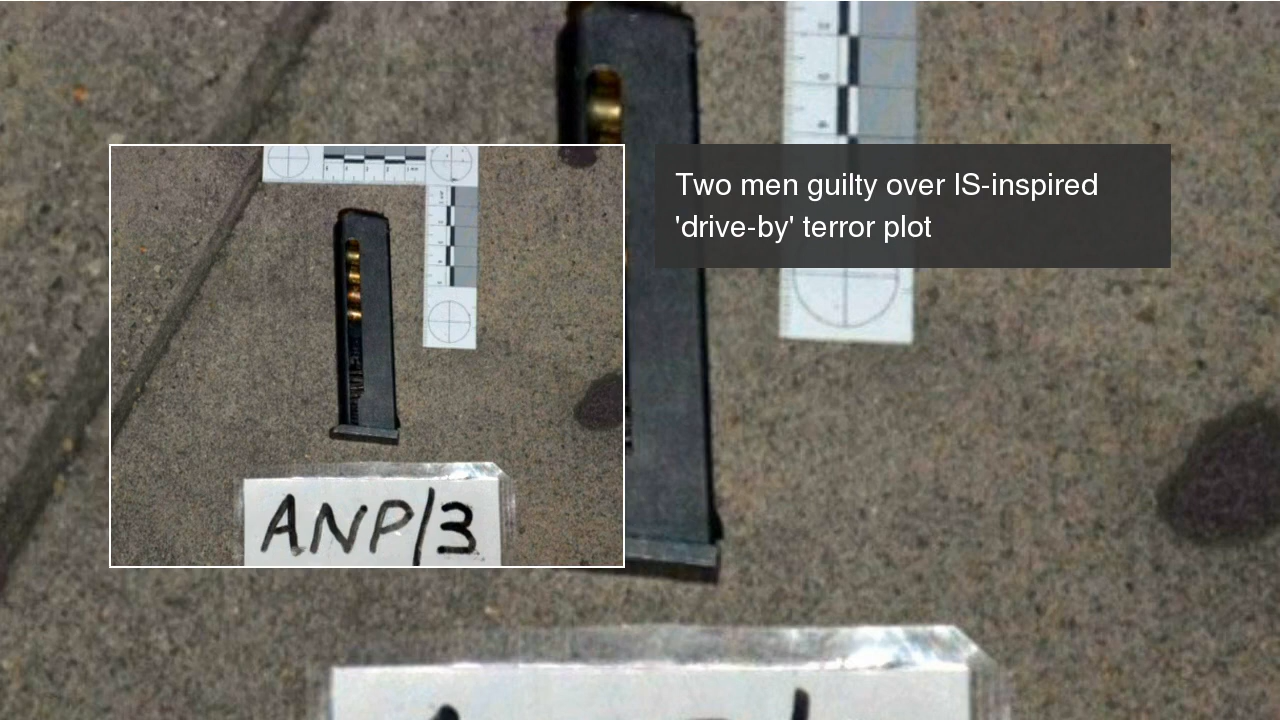 Two men guilty over IS-inspired
'drive-by' terror plot
ANP/3